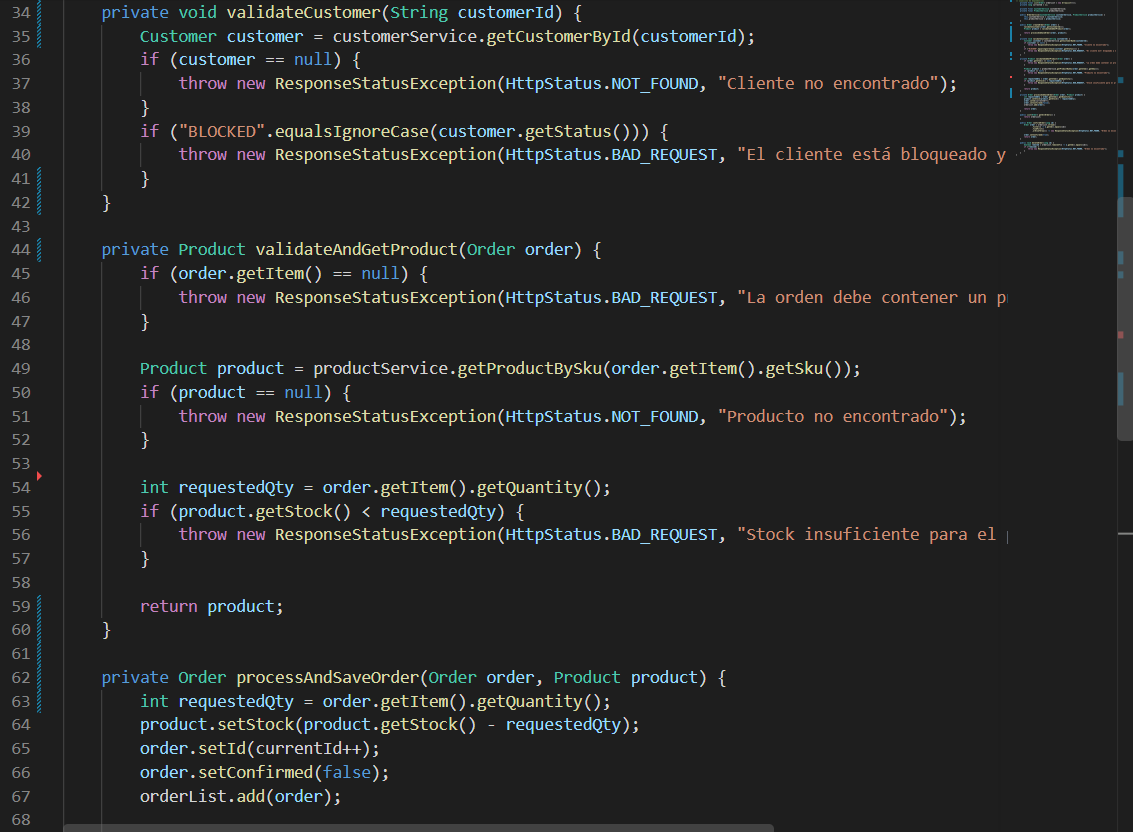 34 private void validateCustomer(String customerId) {
35 Customer customer = customerService.getCustomerById(customerId);
36 if (customer == null) {
37 throw new ResponseStatusException(HttpStatus.NOT_FOUND, "Cliente no encontrado");
38 }
39 if ("BLOCKED".equalsIgnoreCase(customer.getStatus())) {
40 throw new ResponseStatusException(HttpStatus.BAD_REQUEST, "El cliente está bloqueado y
41 }
42 }
43
44 private Product validateAndGetProduct(Order order) {
45 if (order.getItem() == null) {
46 throw new ResponseStatusException(HttpStatus.BAD_REQUEST, "La orden debe contener un
47 }
48
49 Product product = productService.getProductBySku(order.getItem().getSku());
50 if (product == null) {
51 throw new ResponseStatusException(HttpStatus.NOT_FOUND, "Producto no encontrado");
52 }
53
54 int requestedQty = order.getItem().getQuantity();
55 if (product.getStock() < requestedQty) {
56 throw new ResponseStatusException(HttpStatus.BAD_REQUEST, "Stock insuficiente para el
57 }
58
59 return product;
60 }
61
62 private Order processAndSaveOrder(Order order, Product product) {
63 int requestedQty = order.getItem().getQuantity();
64 product.setStock(product.getStock() - requestedQty);
65 order.setId(currentId++);
66 order.setConfirmed(false);
67 orderList.add(order);
68